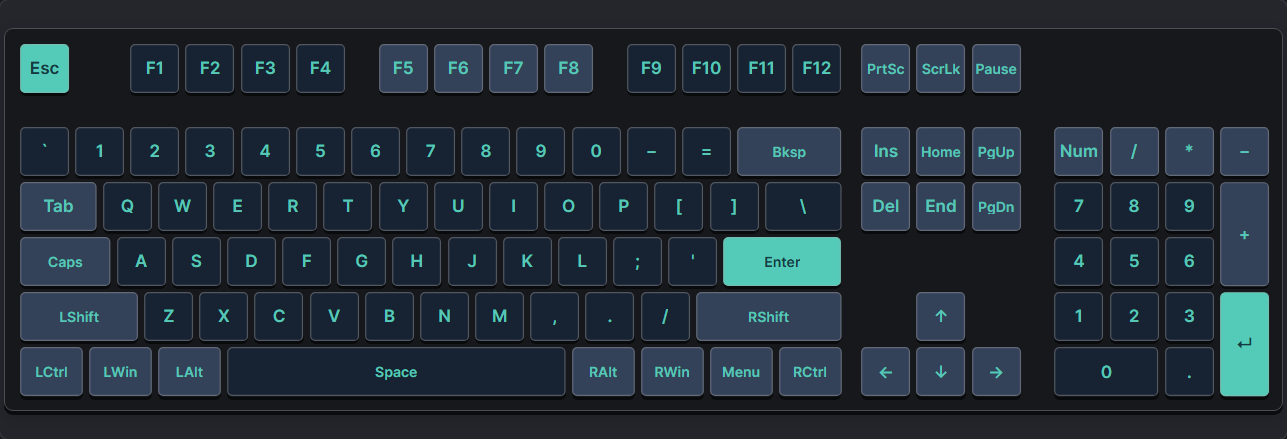 Esc F1 F2 F3 F4 F5 F6 F7 F8 F9 F10 F11 F12 PrtSc ScrLk Pause
` 1 2 3 4 5 6 7 8 9 0 − = Bksp Ins Home PgUp Num / * −
Tab Q W E R T Y U I O P [ ] \ Del End PgDn 7 8 9 +
Caps A S D F G H J K L ; ' Enter 4 5 6
LShift Z X C V B N M , . / RShift ↑ 1 2 3 ↵
LCtrl LWin LAlt Space RAlt RWin Menu RCtrl ← ↓ → 0 .